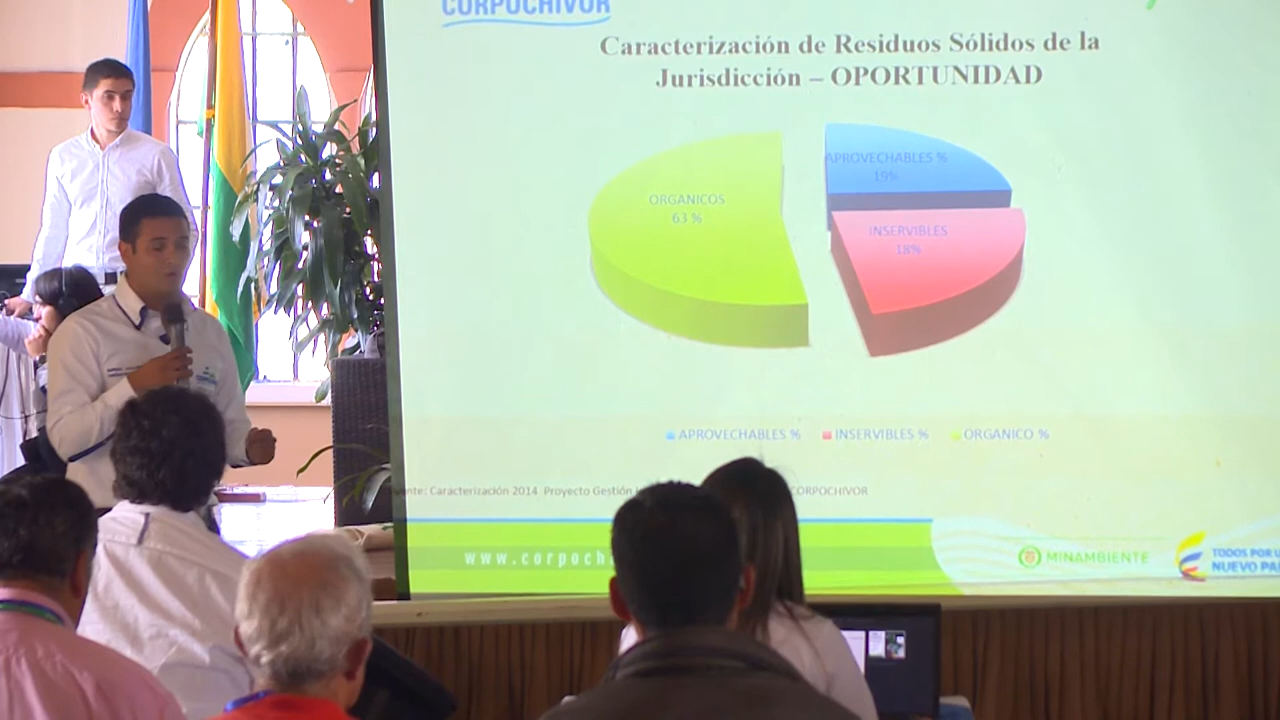 CORPOCHIVOR
Caracterización de Residuos Sólidos de la
Jurisdicción – OPORTUNIDAD
ORGANICOS
63 %
APROVECHABLES %
19%
INSERVIBLES
18%
APROVECHABLES % INSERVIBLES % ORGANICO %
Caracterización 2014 Proyecto Gestión CORPOCHIVOR
www.corpoch
MINAMBIENTE
TODOS POR U
NUEVO PA